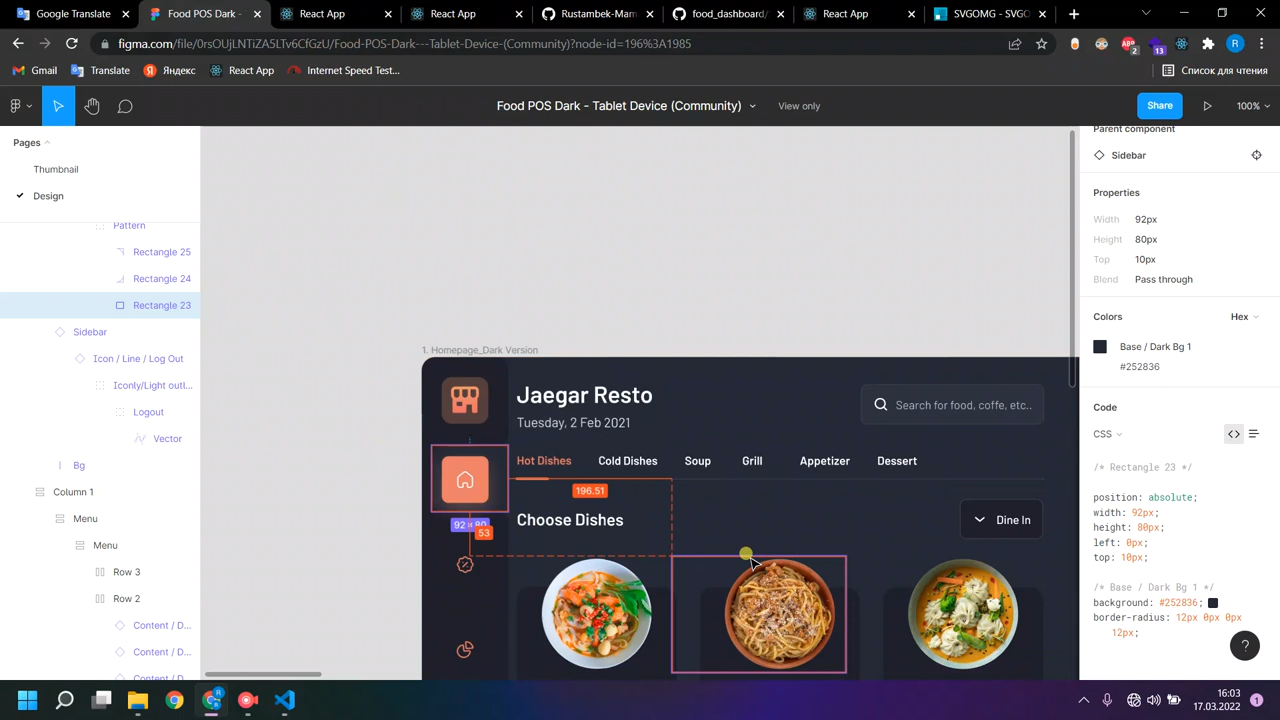 Food POS Dark -
React App
React App
Rustambek-Mam
food_dashboard/
React App
SVGOMG - SVGO
figma.com/file/0rsOUjLNTiZA5LTv6CfGzU/Food-POS-Dark---Tablet-Device-(Community)?node-id=196%3A1985
2
13
R
Gmail
Translate
Яндекс
React App
Internet Speed Test...
Список для чтения
Food POS Dark - Tablet Device (Community)
View only
Share
100%
Pages
Thumbnail
Design
Pattern
Rectangle 25
Rectangle 24
Rectangle 23
Sidebar
Icon / Line / Log Out
Iconly/Light outl...
Logout
Vector
Bg
Column 1
Menu
Menu
Row 3
Row 2
Content / D...
Content / D...
Content / D...
1. Homepage_Dark Version
Jaegar Resto
Tuesday, 2 Feb 2021
Search for food, coffe, etc..
Hot Dishes
Cold Dishes
Soup
Grill
Appetizer
Dessert
196.51
92 × 80
53
Choose Dishes
Dine In
Parent component
Sidebar
Properties
Width 92px
Height 80px
Top 10px
Blend Pass through
Colors
Hex
Base / Dark Bg 1
#252836
Code
CSS
/* Rectangle 23 */
position: absolute;
width: 92px;
height: 80px;
left: 0px;
top: 10px;
/* Base / Dark Bg 1 */
background: #252836;
border-radius: 12px 0px 0px
12px;
?
16:03
17.03.2022
1